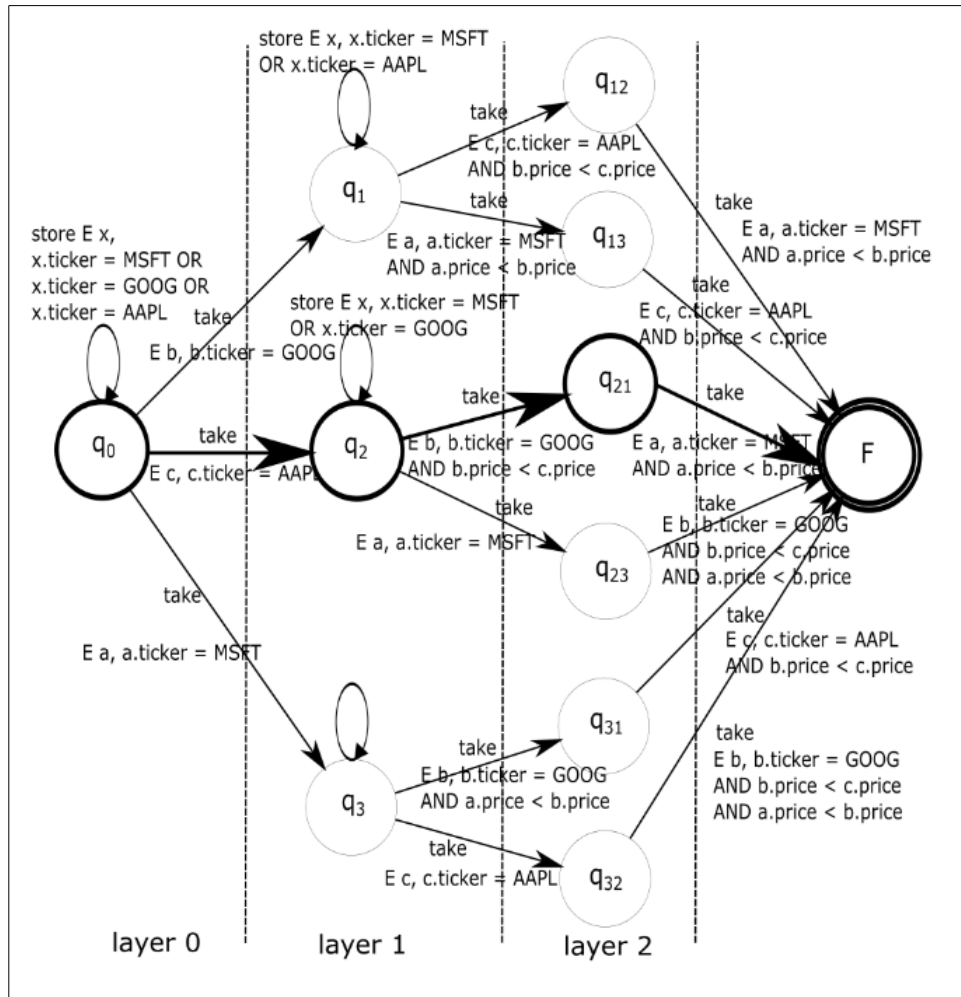 store E x, x.ticker = MSFT
OR x.ticker = AAPL
q12
take
E c, c.ticker = AAPL
AND b.price < c.price
q1
take
E a, a.ticker = MSFT
AND a.price < b.price
q13
take
E a, a.ticker = MSFT
AND a.price < b.price
store E x,
x.ticker = MSFT OR
x.ticker = GOOG OR
x.ticker = AAPL
take
E b, b.ticker = GOOG
store E x, x.ticker = MSFT
OR x.ticker = GOOG
take
E c, c.ticker = AAPL
AND b.price < c.price
q0
take
E c, c.ticker = AAPL
q2
take
E b, b.ticker = GOOG
AND b.price < c.price
q21
take
E a, a.ticker = MSFT
AND a.price < b.price
F
take
E a, a.ticker = MSFT
q23
take
E b, b.ticker = GOOG
AND b.price < c.price
AND a.price < b.price
take
E a, a.ticker = MSFT
take
E c, c.ticker = AAPL
AND b.price < c.price
q3
take
E b, b.ticker = GOOG
AND a.price < b.price
q31
take
E b, b.ticker = GOOG
AND b.price < c.price
AND a.price < b.price
take
E c, c.ticker = AAPL
q32
layer 0
layer 1
layer 2